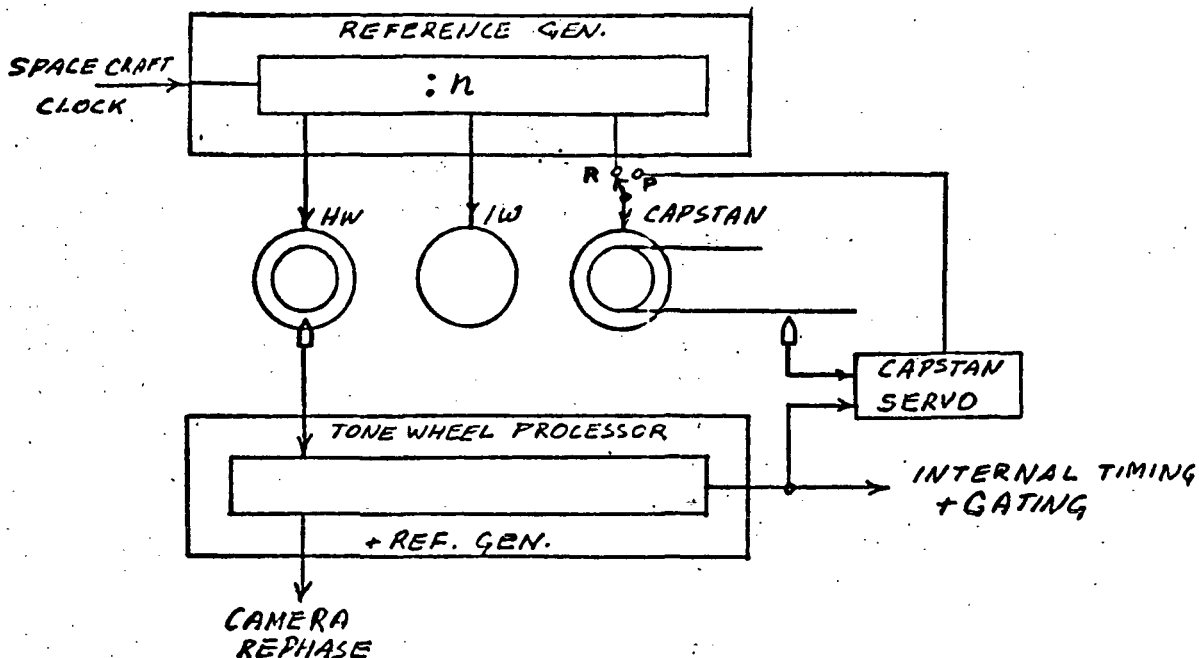 REFERENCE GEN.
SPACE CRAFT
CLOCK
:n
R P
HW
IW
CAPSTAN
CAPSTAN
SERVO
TONE WHEEL PROCESSOR
INTERNAL TIMING
+ GATING
+ REF. GEN.
CAMERA
REPHASE